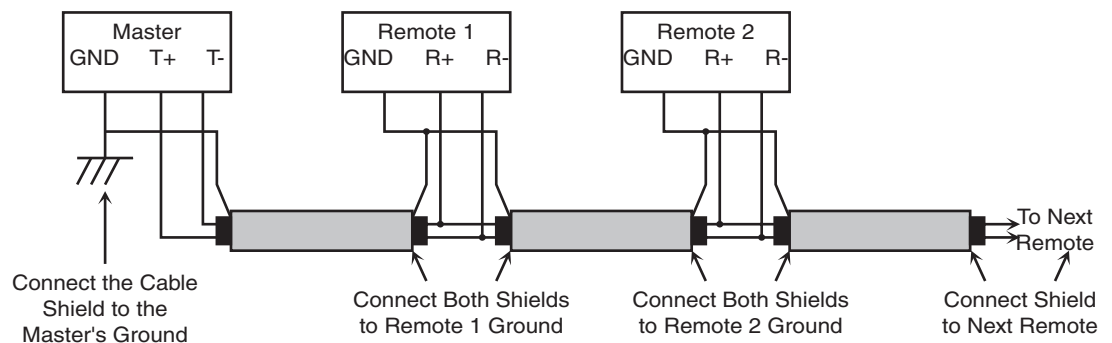 Master
GND T+ T-
Remote 1
GND R+ R-
Remote 2
GND R+ R-
To Next
Remote
Connect the Cable
Shield to the
Master's Ground
Connect Both Shields
to Remote 1 Ground
Connect Both Shields
to Remote 2 Ground
Connect Shield
to Next Remote